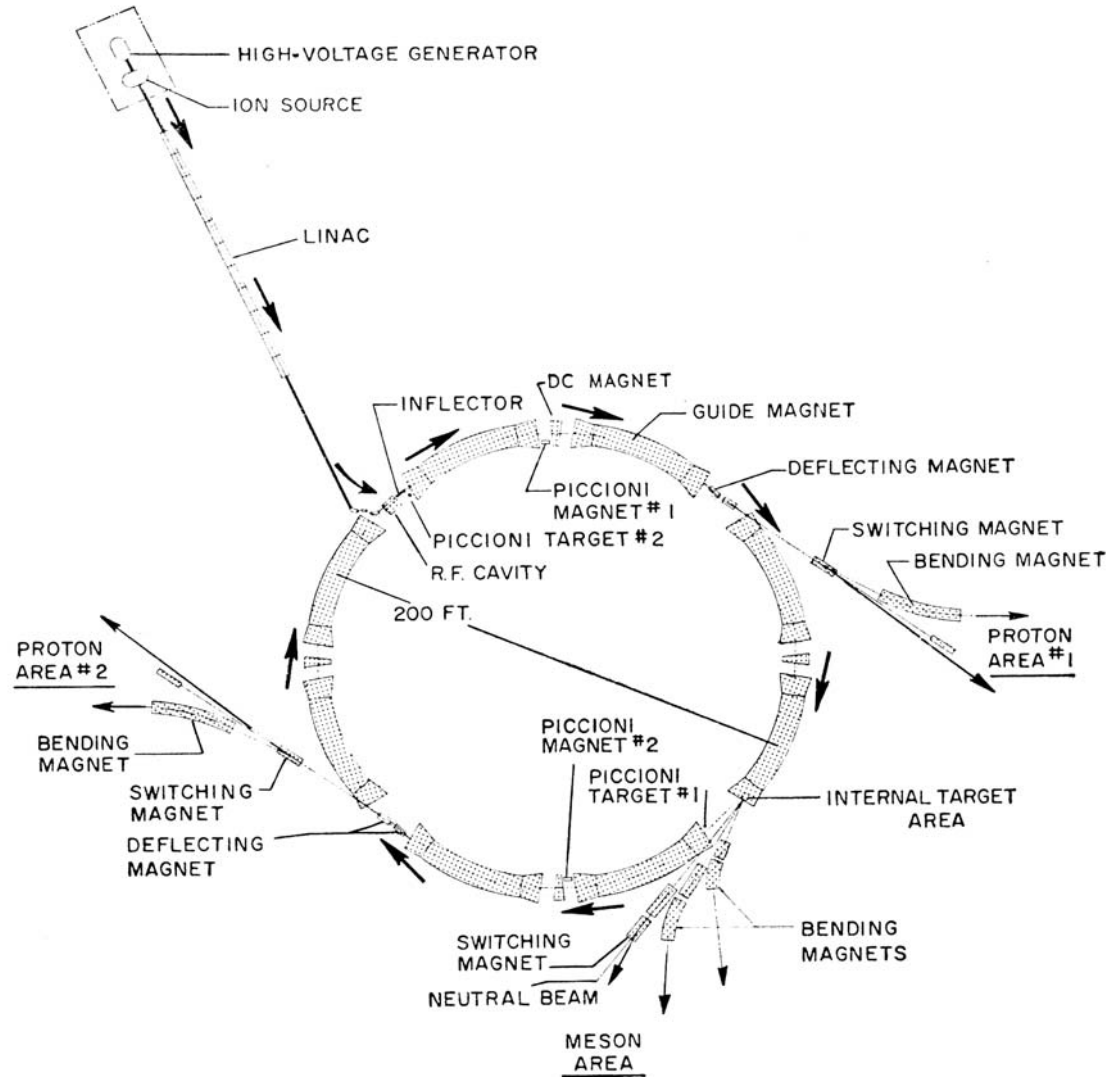 HIGH-VOLTAGE GENERATOR
ION SOURCE
LINAC
DC MAGNET
INFLECTOR
GUIDE MAGNET
DEFLECTING MAGNET
PICCIONI
MAGNET #1
SWITCHING MAGNET
PICCIONI TARGET #2
BENDING MAGNET
R.F. CAVITY
200 FT.
PROTON
AREA #1
PROTON
AREA #2
PICCIONI
MAGNET #2
BENDING
MAGNET
PICCIONI
TARGET #1
SWITCHING
MAGNET
INTERNAL TARGET
AREA
DEFLECTING
MAGNET
SWITCHING
MAGNET
BENDING
MAGNETS
NEUTRAL BEAM
MESON
AREA